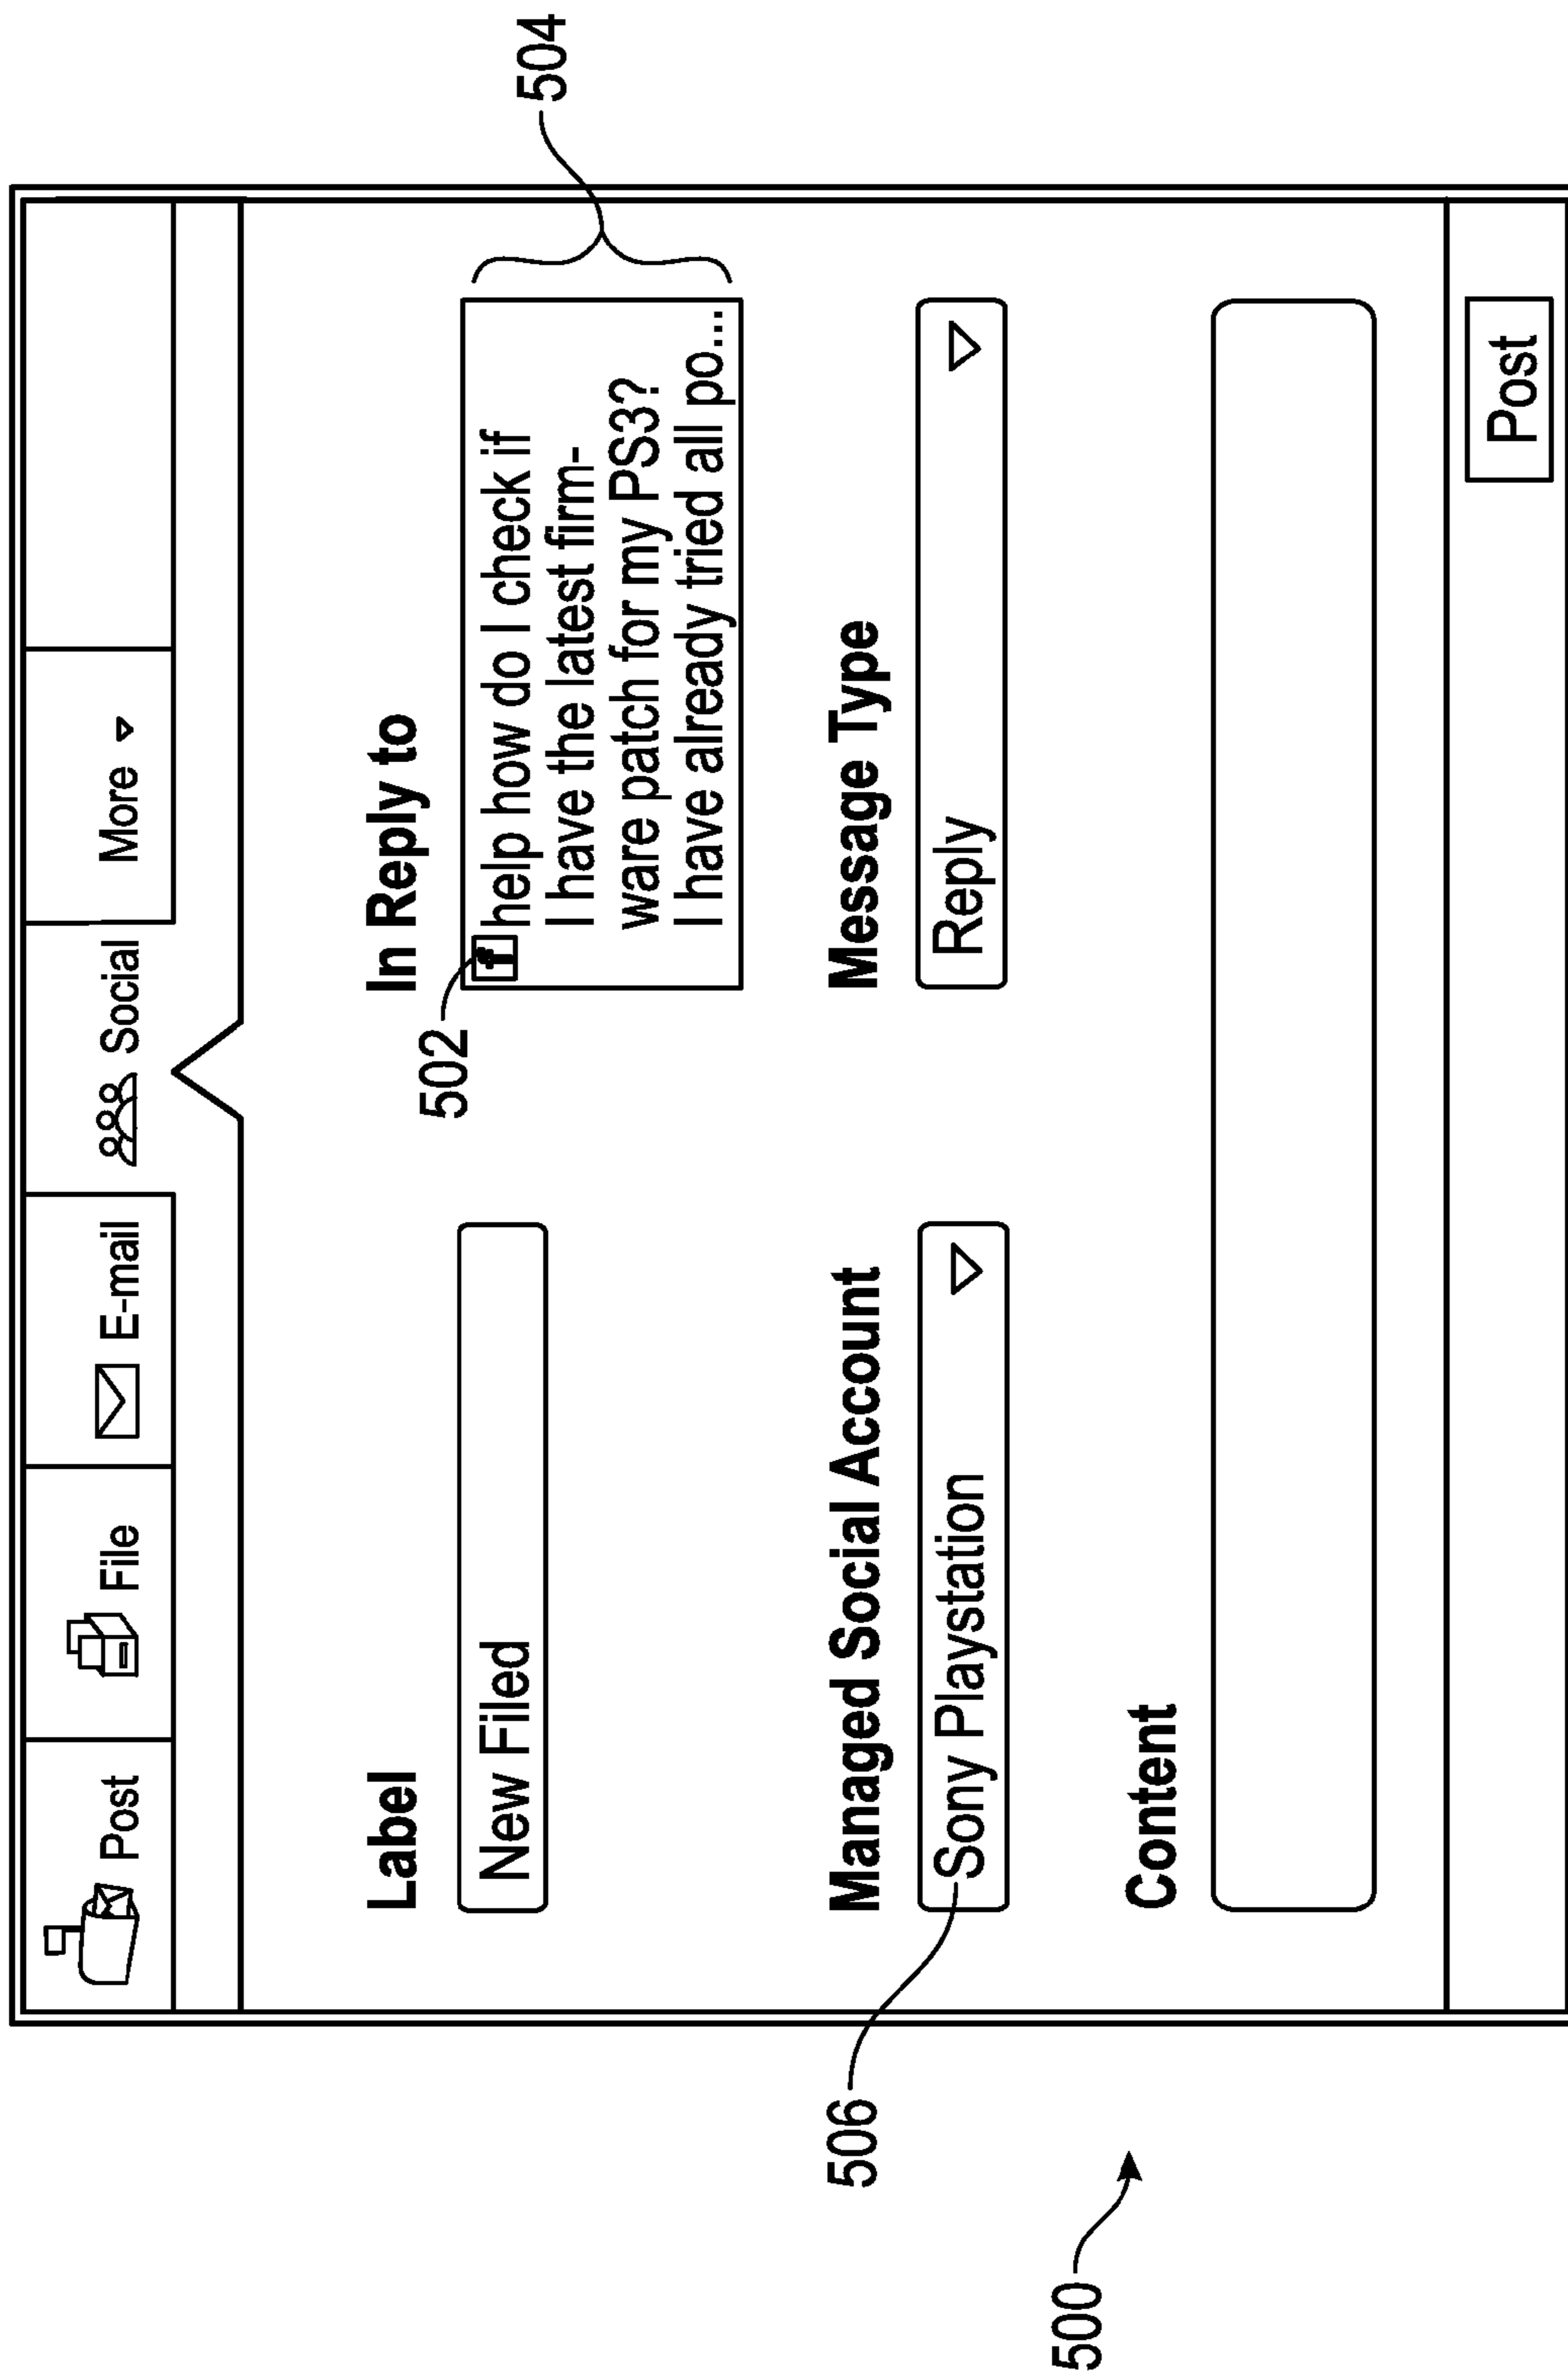 Post
File
E-mail
Social
More
Label
New Filed
502
In Reply to
f help how do I check if
I have the latest firm-
ware patch for my PS3?
I have already tried all po...
504
Managed Social Account
Sony Playstation
506
Message Type
Reply
Content
500
Post